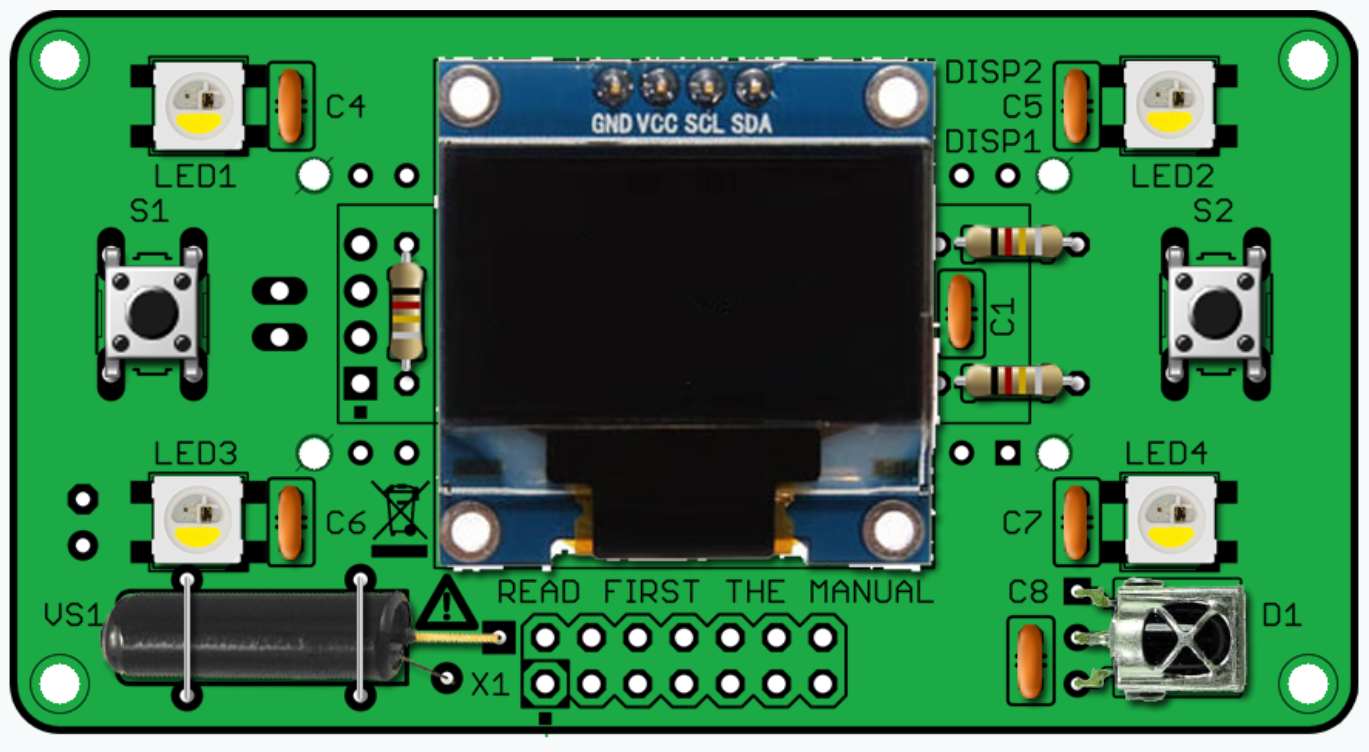 DISP2
C4
C5
GND VCC SCL SDA
DISP1
LED1
LED2
S1
S2
C1
LED3
LED4
C6
C7
READ FIRST THE MANUAL
C8
VS1
D1
X1